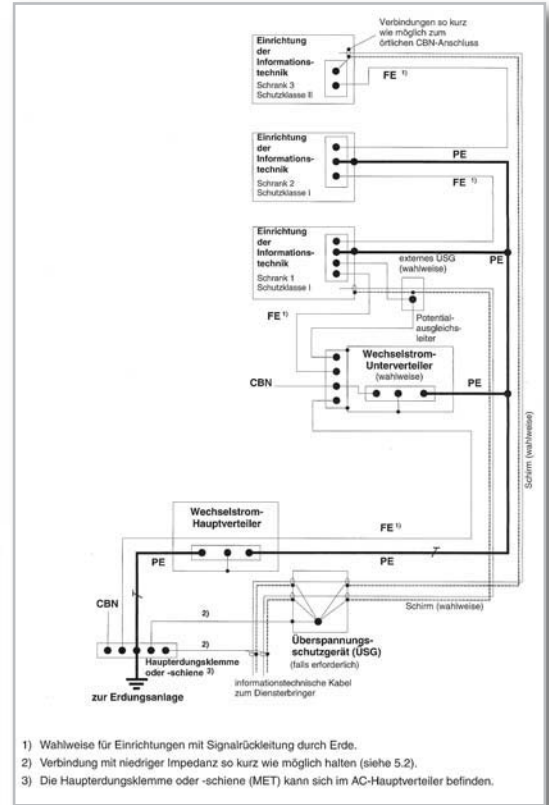 Verbindungen so kurz
wie möglich zum
örtlichen CBN-Anschluss
Einrichtung
der
Informations-
technik
Schrank 3
Schutzklasse II
FE 1)
Einrichtung
der
Informations-
technik
Schrank 2
Schutzklasse I
PE
FE 1)
Einrichtung
der
Informations-
technik
Schrank 1
Schutzklasse I
PE
externes ÜSG
(wahlweise)
FE 1)
Potential-
ausgleichs-
leiter
Wechselstrom-
Unterverteiler
(wahlweise)
CBN
PE
Schirm (wahlweise)
Wechselstrom-
Hauptverteiler
FE 1)
PE
PE
CBN
2)
Schirm (wahlweise)
2)
Überspannungs-
schutzgerät (ÜSG)
(falls erforderlich)
Haupterdungsklemme
oder -schiene 3)
informationstechnische Kabel
zum Diensterbringer
zur Erdungsanlage
1) Wahlweise für Einrichtungen mit Signalrückleitung durch Erde.
2) Verbindung mit niedriger Impedanz so kurz wie möglich halten (siehe 5.2).
3) Die Haupterdungsklemme oder -schiene (MET) kann sich im AC-Hauptverteiler befinden.